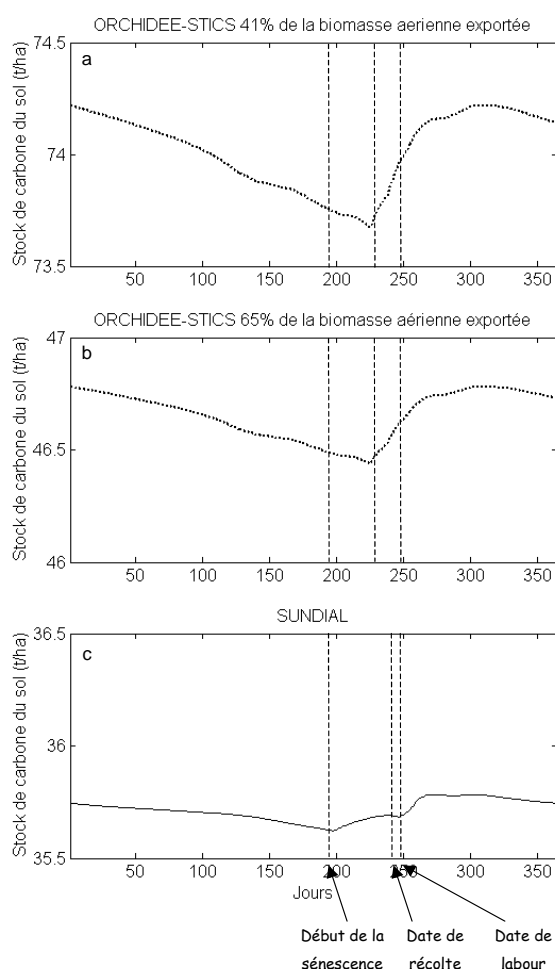 ORCHIDEE-STICS 41% de la biomasse aerienne exportée
a
Stock de carbone du sol (t/ha)
74.5
74
73.5
50 100 150 200 250 300 350
ORCHIDEE-STICS 65% de la biomasse aérienne exportée
b
Stock de carbone du sol (t/ha)
47
46.5
46
50 100 150 200 250 300 350
SUNDIAL
c
Stock de carbone du sol (t/ha)
36.5
36
35.5
50 100 150 200 250 300 350
Jours
Début de la sénescence
Date de récolte
Date de labour